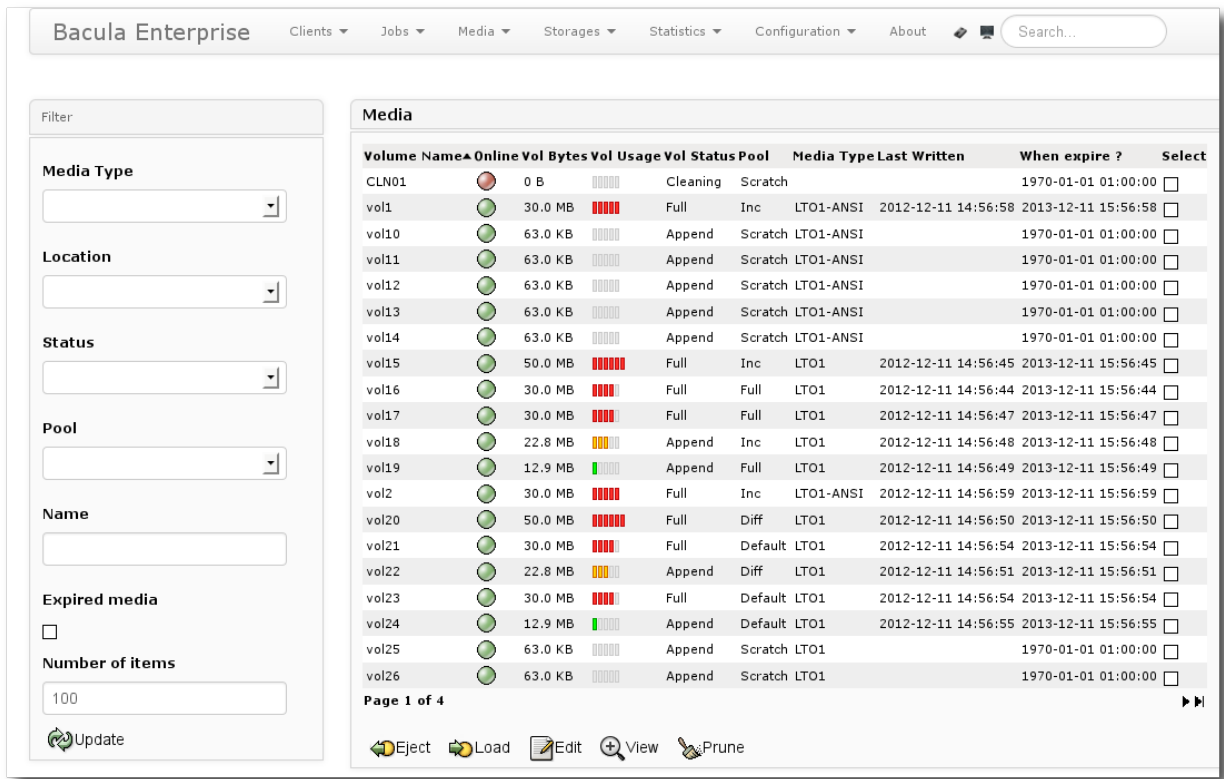 Bacula Enterprise Clients Jobs Media Storages Statistics Configuration About Search...
Filter
Media Type
Location
Status
Pool
Name
Expired media
Number of items
100
Update
Media
Volume Name Online Vol Bytes Vol Usage Vol Status Pool Media Type Last Written When expire ? Select
CLN01 0 B Cleaning Scratch 1970-01-01 01:00:00
vol1 30.0 MB Full Inc LTO1-ANSI 2012-12-11 14:56:58 2013-12-11 15:56:58
vol10 63.0 KB Append Scratch LTO1-ANSI 1970-01-01 01:00:00
vol11 63.0 KB Append Scratch LTO1-ANSI 1970-01-01 01:00:00
vol12 63.0 KB Append Scratch LTO1-ANSI 1970-01-01 01:00:00
vol13 63.0 KB Append Scratch LTO1-ANSI 1970-01-01 01:00:00
vol14 63.0 KB Append Scratch LTO1-ANSI 1970-01-01 01:00:00
vol15 50.0 MB Full Inc LTO1 2012-12-11 14:56:45 2013-12-11 15:56:45
vol16 30.0 MB Full Full LTO1 2012-12-11 14:56:44 2013-12-11 15:56:44
vol17 30.0 MB Full Full LTO1 2012-12-11 14:56:47 2013-12-11 15:56:47
vol18 22.8 MB Append Inc LTO1 2012-12-11 14:56:48 2013-12-11 15:56:48
vol19 12.9 MB Append Full LTO1 2012-12-11 14:56:49 2013-12-11 15:56:49
vol2 30.0 MB Full Inc LTO1-ANSI 2012-12-11 14:56:59 2013-12-11 15:56:59
vol20 50.0 MB Full Diff LTO1 2012-12-11 14:56:50 2013-12-11 15:56:50
vol21 30.0 MB Full Default LTO1 2012-12-11 14:56:54 2013-12-11 15:56:54
vol22 22.8 MB Append Diff LTO1 2012-12-11 14:56:51 2013-12-11 15:56:51
vol23 30.0 MB Full Default LTO1 2012-12-11 14:56:54 2013-12-11 15:56:54
vol24 12.9 MB Append Default LTO1 2012-12-11 14:56:55 2013-12-11 15:56:55
vol25 63.0 KB Append Scratch LTO1 1970-01-01 01:00:00
vol26 63.0 KB Append Scratch LTO1 1970-01-01 01:00:00
Page 1 of 4
Eject Load Edit View Prune